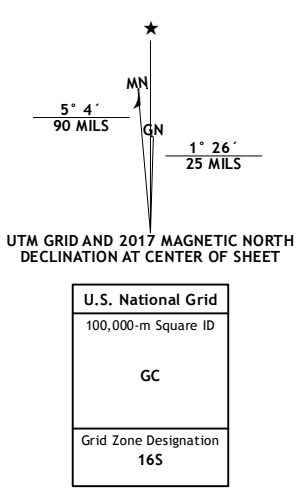 ★
MN
GN
5° 4´
90 MILS
1° 26´
25 MILS
UTM GRID AND 2017 MAGNETIC NORTH
DECLINATION AT CENTER OF SHEET
U.S. National Grid
100,000-m Square ID
GC
Grid Zone Designation
16S